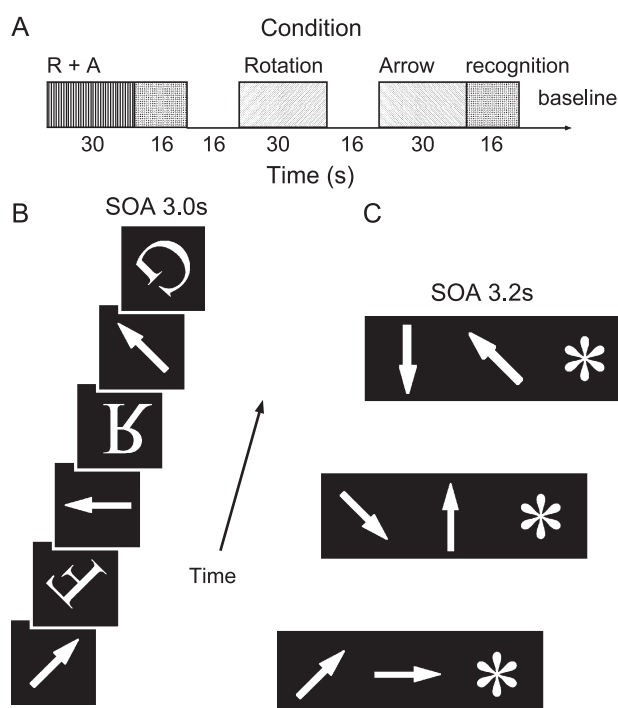 A
Condition
R + A Rotation Arrow recognition
baseline
30 16 16 30 16 30 16
Time (s)
B SOA 3.0s C
SOA 3.2s
G
R
Time
F